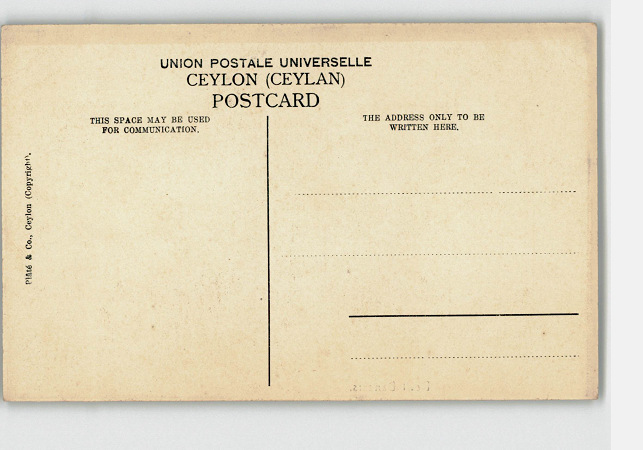 UNION POSTALE UNIVERSELLE
CEYLON (CEYLAN)
POSTCARD
THIS SPACE MAY BE USED
FOR COMMUNICATION.
THE ADDRESS ONLY TO BE
WRITTEN HERE.
Plâté & Co., Ceylon (Copyright).